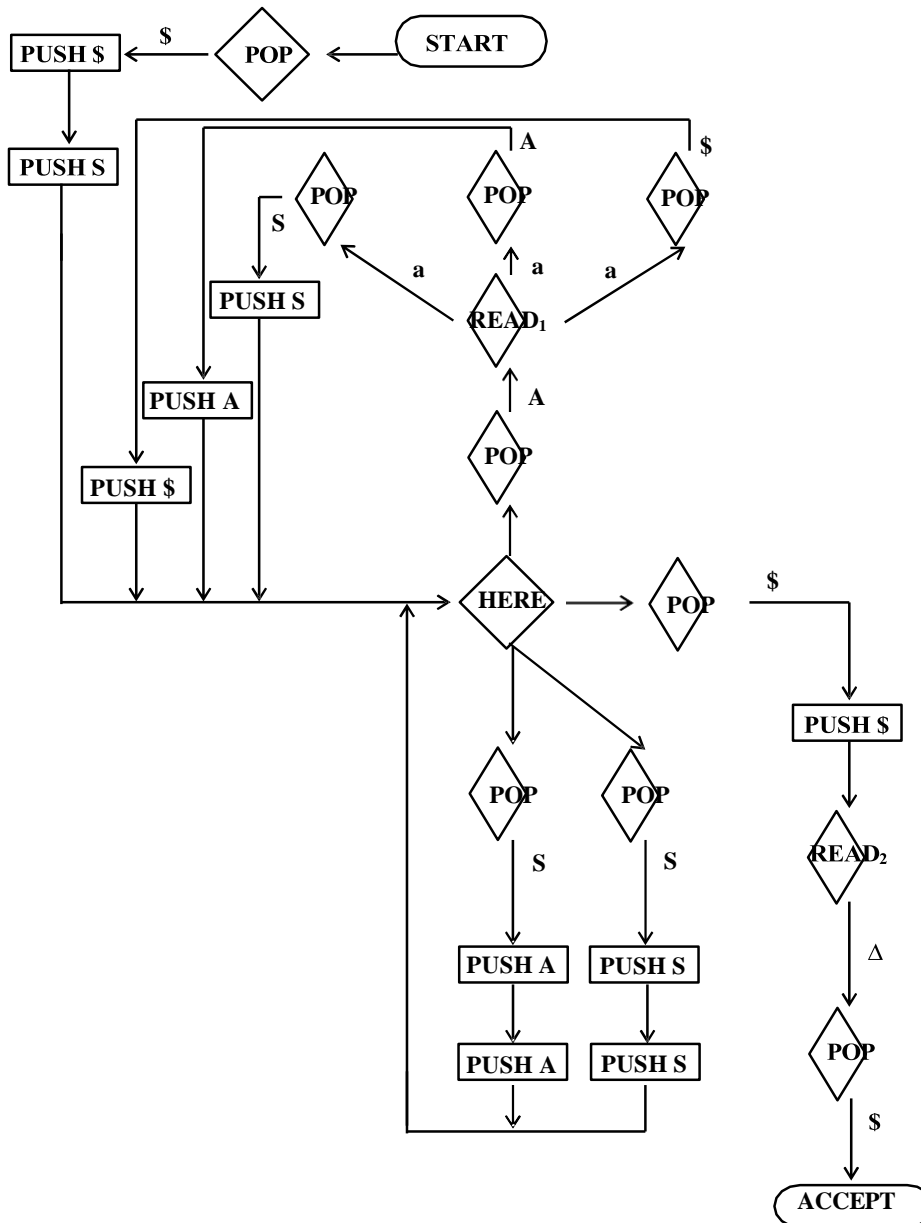 START
$
POP
PUSH $
PUSH S
A
$
POP
POP
POP
S
a
a
a
PUSH S
READ₁
PUSH A
A
POP
PUSH $
HERE
POP
$
PUSH $
POP
POP
READ₂
S
S
PUSH A
PUSH S
Δ
PUSH A
PUSH S
POP
$
ACCEPT